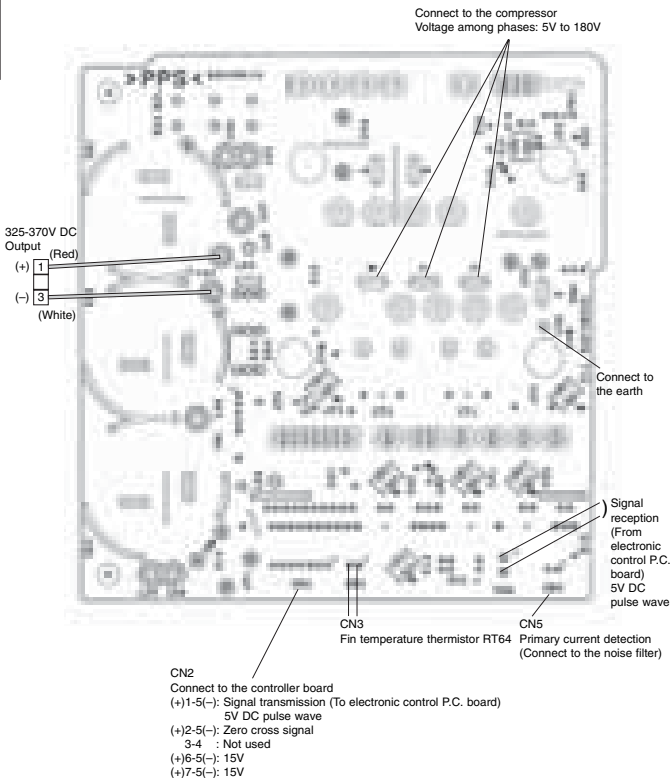 Connect to the compressor
Voltage among phases: 5V to 180V
>PPS<
325-370V DC
Output
(Red)
(+) 1
(–) 3
(White)
Connect to
the earth
Signal
reception
(From
electronic
control P.C.
board)
5V DC
pulse wave
CN3
Fin temperature thermistor RT64
CN5
Primary current detection
(Connect to the noise filter)
CN2
Connect to the controller board
(+)1-5(–): Signal transmission (To electronic control P.C. board)
5V DC pulse wave
(+)2-5(–): Zero cross signal
3-4 : Not used
(+)6-5(–): 15V
(+)7-5(–): 15V